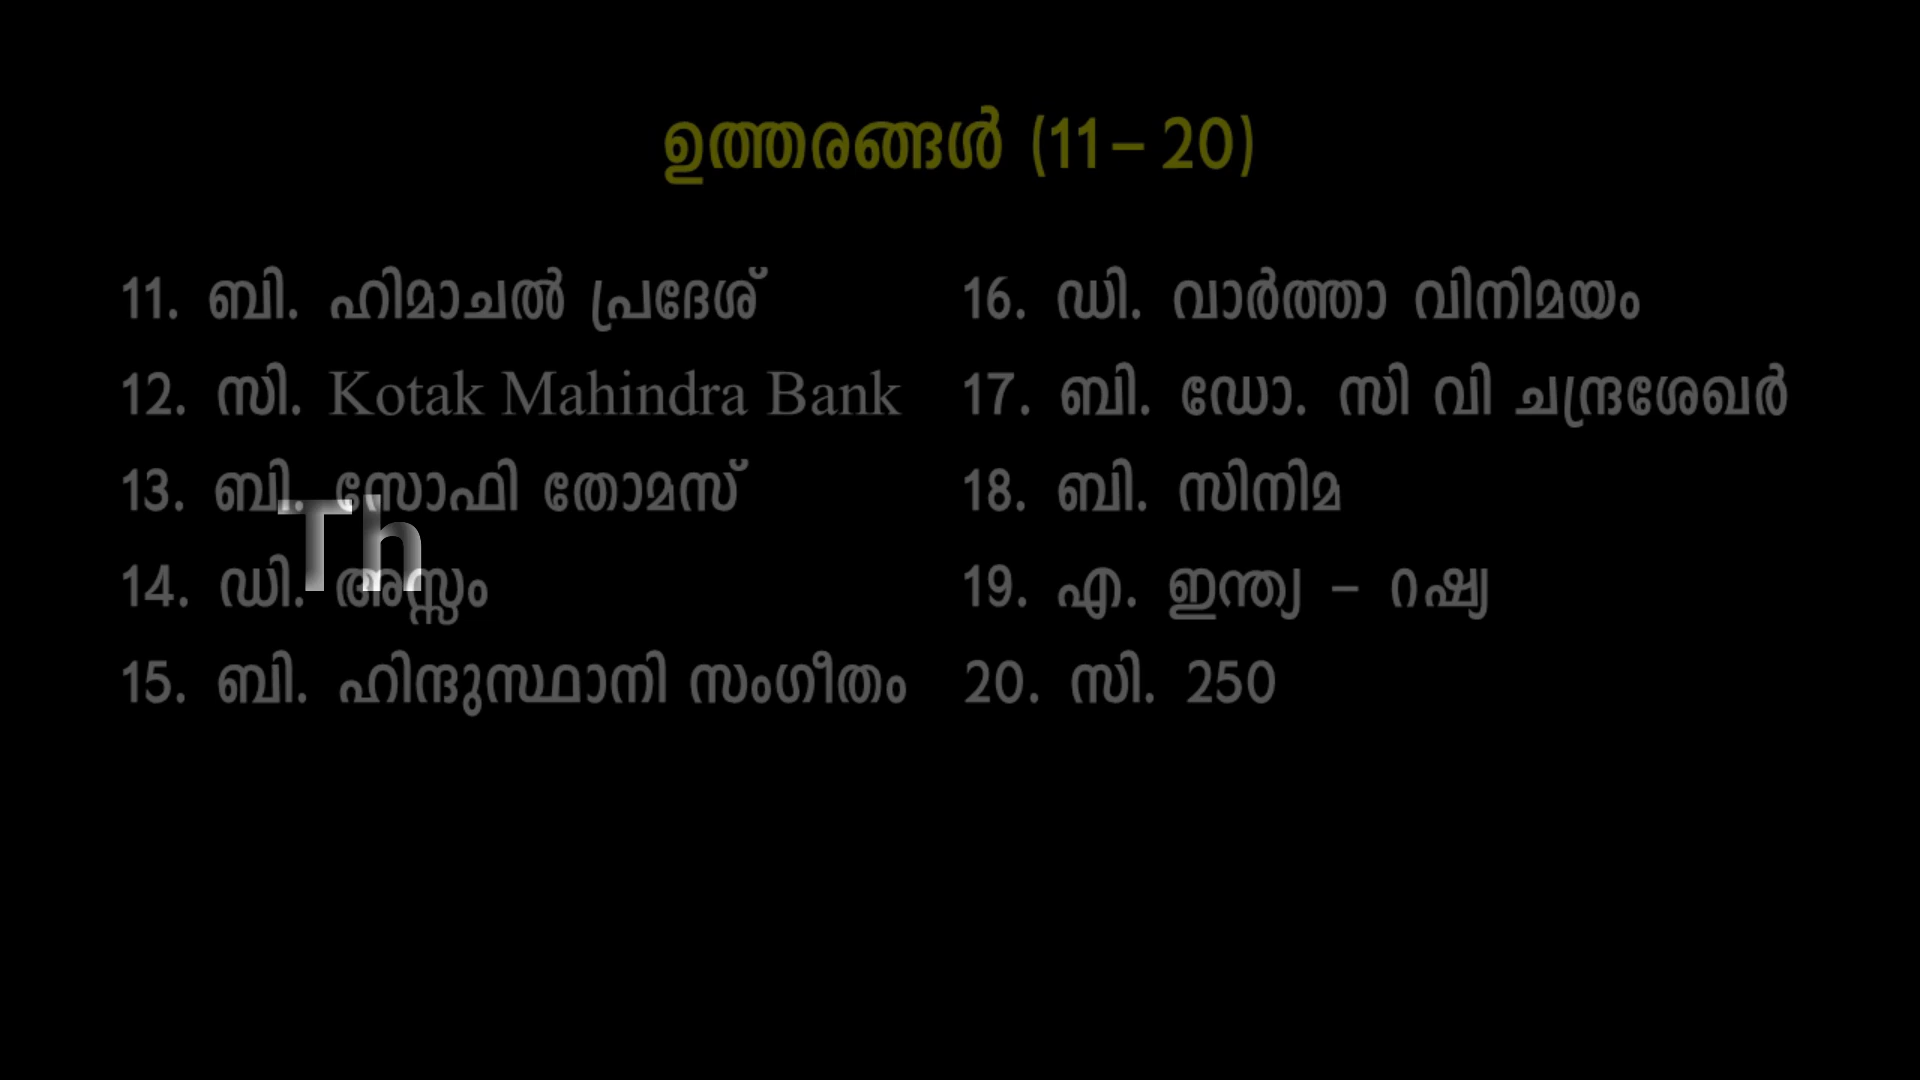 ഉത്തരങ്ങൾ (11– 20)
11. ബി. ഹിമാചൽ പ്രദേശ്
12. സി. Kotak Mahindra Bank
13. ബി. സോഫി തോമസ്
14. ഡി. അസ്സം
15. ബി. ഹിന്ദുസ്ഥാനി സംഗീതം
16. ഡി. വാർത്താ വിനിമയം
17. ബി. ഡോ. സി വി ചന്ദ്രശേഖർ
18. ബി. സിനിമ
19. എ. ഇന്ത്യ – റഷ്യ
20. സി. 250
Th